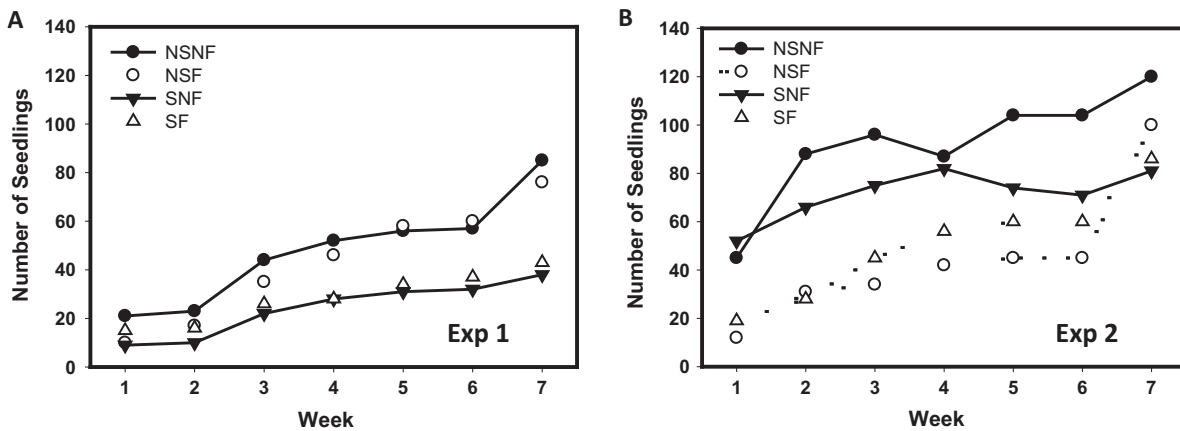 A
140
120
100
80
60
40
20
0
Number of Seedlings
NSNF
NSF
SNF
SF
Exp 1
1 2 3 4 5 6 7
Week
B
140
120
100
80
60
40
20
0
Number of Seedlings
NSNF
NSF
SNF
SF
Exp 2
1 2 3 4 5 6 7
Week